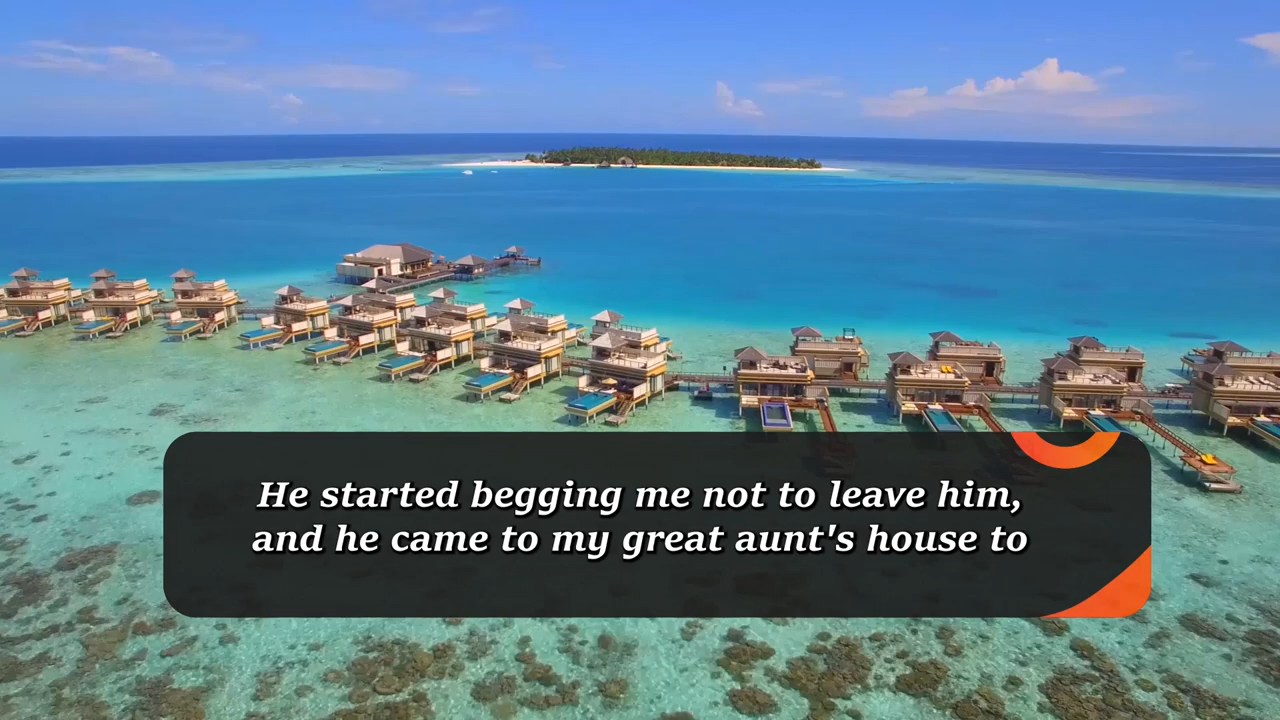 He started begging me not to leave him,
and he came to my great aunt's house to